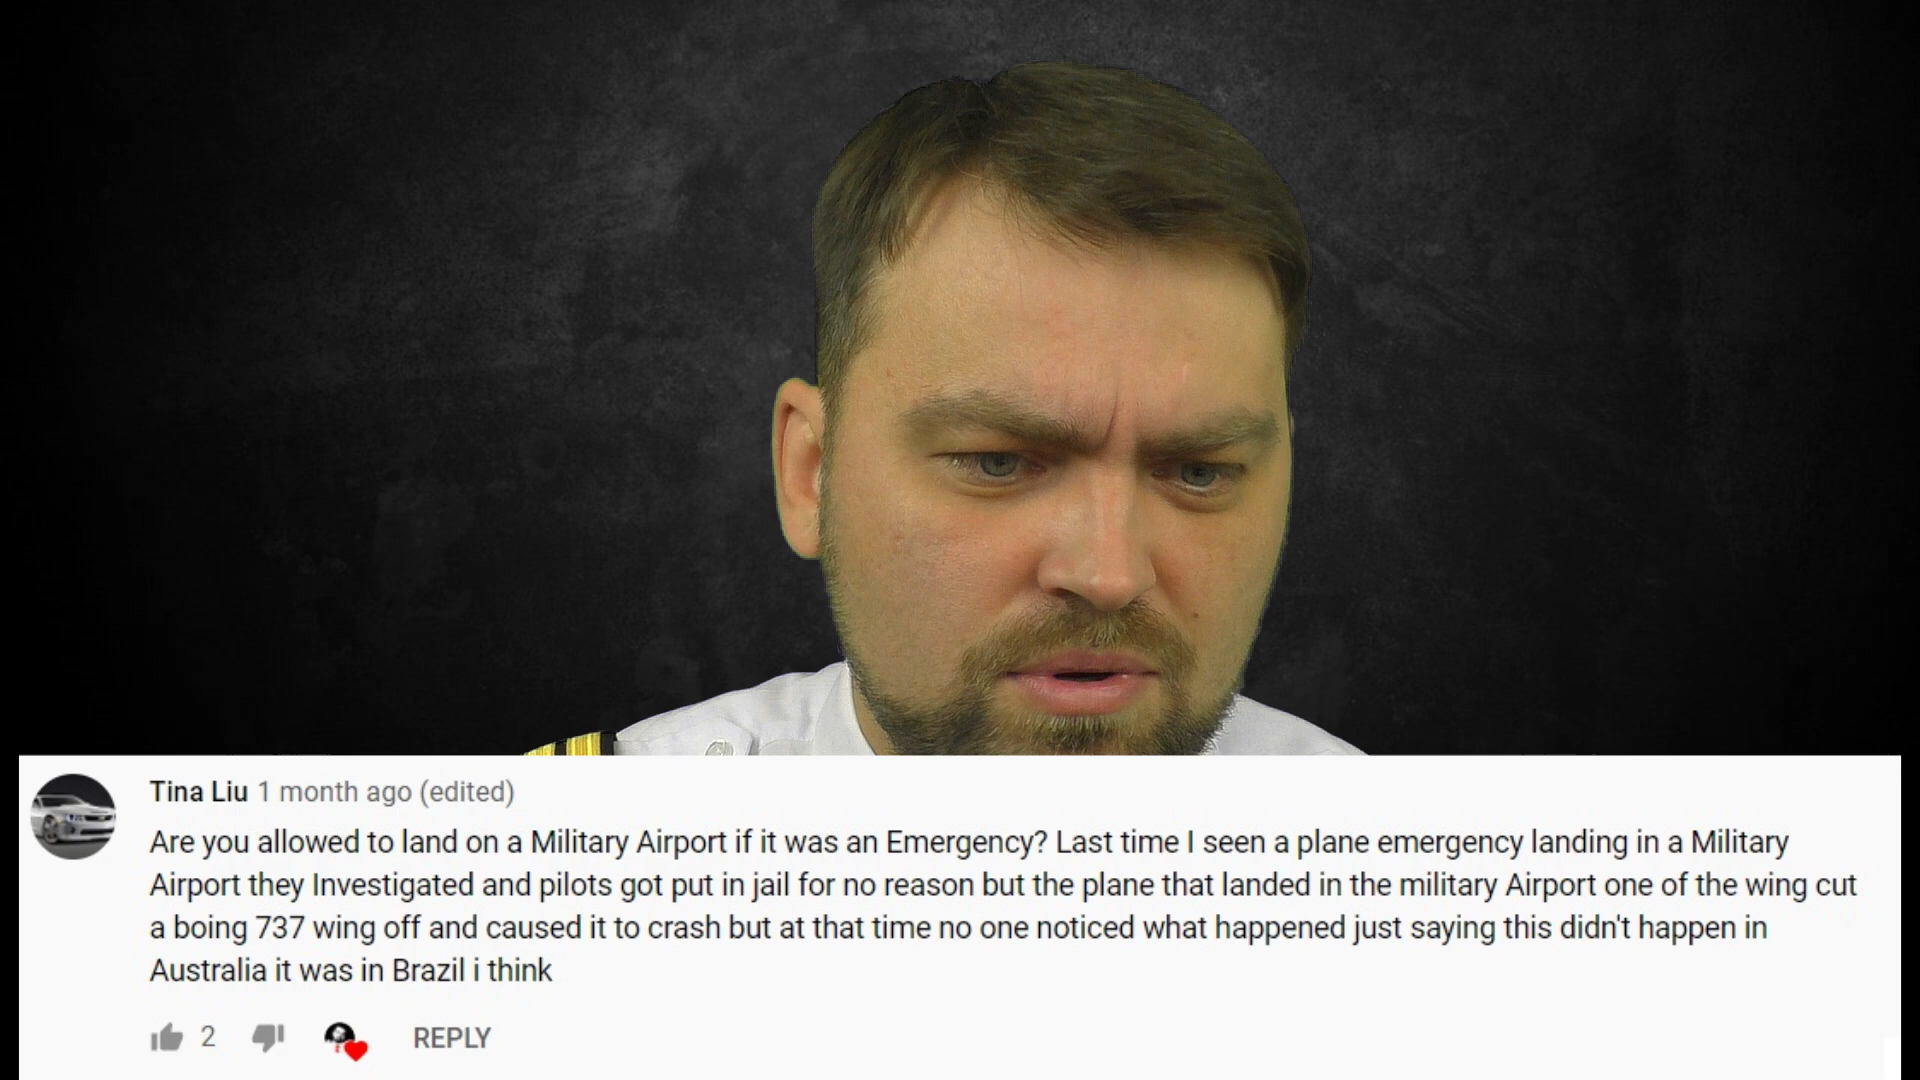 Tina Liu 1 month ago (edited)
Are you allowed to land on a Military Airport if it was an Emergency? Last time I seen a plane emergency landing in a Military
Airport they Investigated and pilots got put in jail for no reason but the plane that landed in the military Airport one of the wing cut
a boing 737 wing off and caused it to crash but at that time no one noticed what happened just saying this didn't happen in
Australia it was in Brazil i think
2 REPLY